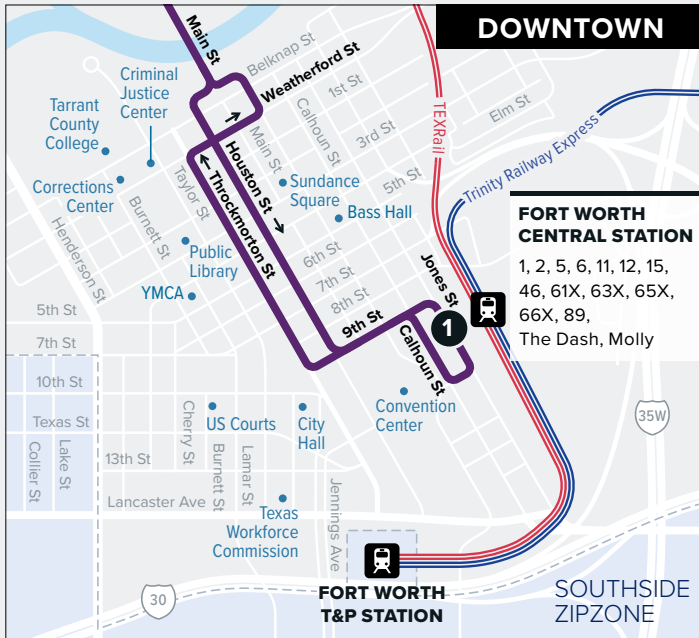 DOWNTOWN
Main St
Belknap St
Weatherford St
1st St
Calhoun St
3rd St
Elm St
TEXRail
Trinity Railway Express
Criminal
Justice
Center
Tarrant
County
College
Corrections
Center
Main St
Houston St
Throckmorton St
Taylor St
Burnett St
Henderson St
Sundance
Square
5th St
Bass Hall
Public
Library
YMCA
6th St
7th St
8th St
9th St
Jones St
Calhoun St
1
FORT WORTH
CENTRAL STATION
1, 2, 5, 6, 11, 12, 15,
46, 61X, 63X, 65X,
66X, 89,
The Dash, Molly
5th St
7th St
10th St
Texas St
Collier St
Lake St
Cherry St
US Courts
City
Hall
Convention
Center
35W
13th St
Burnett St
Lamar St
Lancaster Ave
Jennings Ave
Texas
Workforce
Commission
30
FORT WORTH
T&P STATION
SOUTHSIDE
ZIPZONE